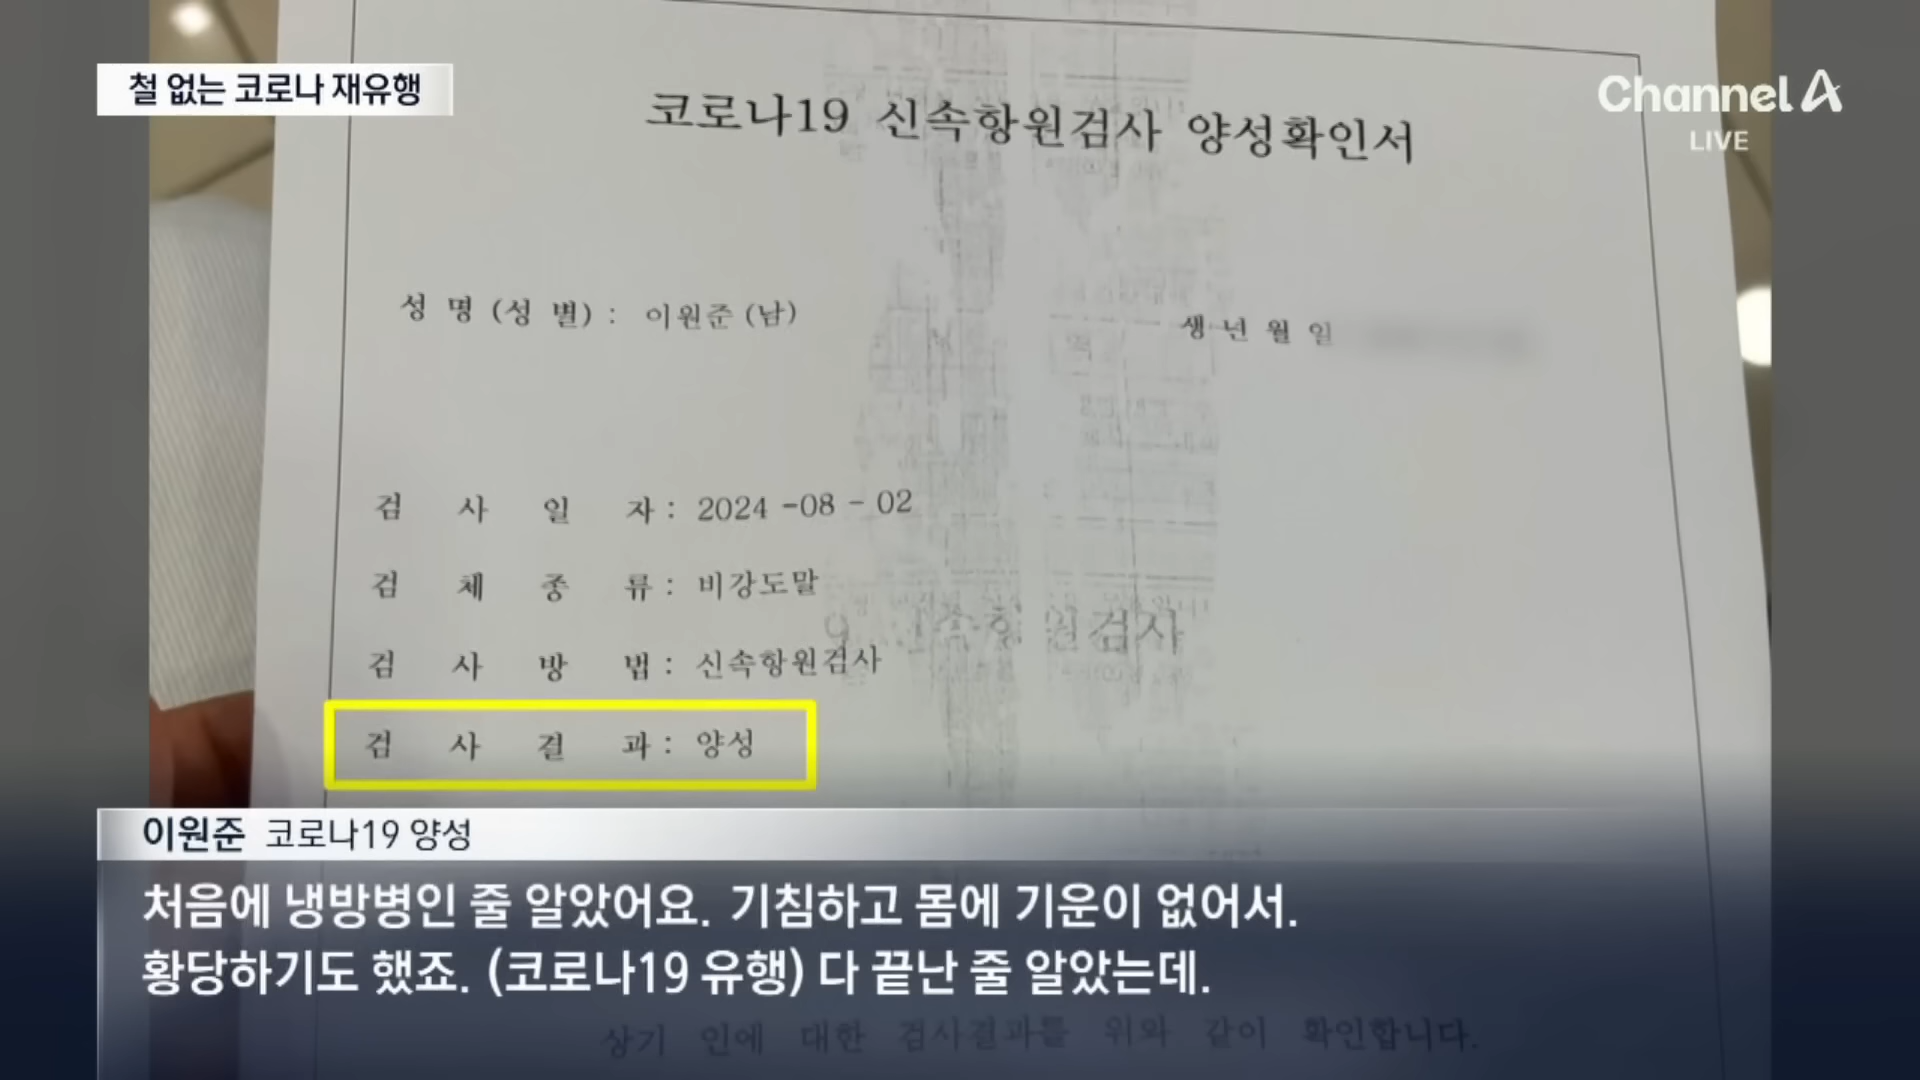 철 없는 코로나 재유행
Channel A
LIVE
코로나19 신속항원검사 양성확인서
성 명 (성 별) : 이원준 (남)
생 년 월 일
검 사 일 자 : 2024 -08 - 02
검 체 종 류 : 비강도말
검 사 방 법 : 신속항원검사
검 사 결 과 : 양성
이원준 코로나19 양성
처음에 냉방병인 줄 알았어요. 기침하고 몸에 기운이 없어서.
황당하기도 했죠. (코로나19 유행) 다 끝난 줄 알았는데.
상기 인에 대한 검사결과를 위와 같이 확인합니다.